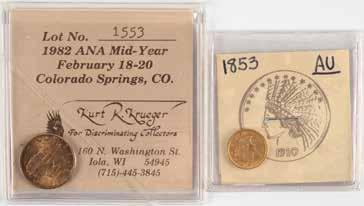 Lot No. 1553
1982 ANA Mid-Year
February 18-20
Colorado Springs, CO.
Kurt R. Krueger
For Discriminating Collectors
160 N. Washington St.
Iola, WI 54945
(715)-445-3845
1853 AU
1910